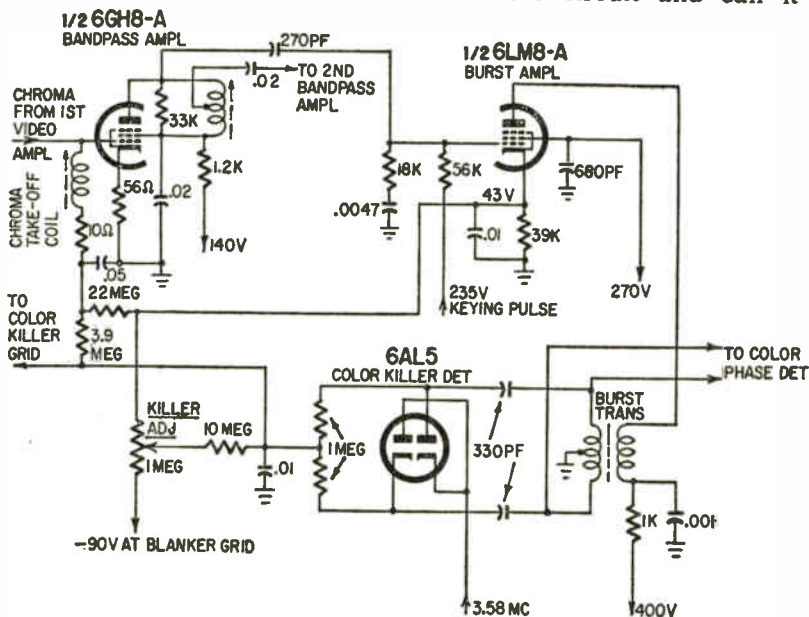 circuit and can it
1/2 6GH8-A
BANDPASS AMPL
270PF
1/2 6LM8-A
BURST AMPL
.02
TO 2ND
BANDPASS
AMPL
CHROMA
FROM 1ST
VIDEO
AMPL
33K
1.2K
18K
56K
680PF
CHROMA
TAKE-OFF
COIL
56Ω
.02
43V
10Ω
.0047
.01
39K
140V
.05
22MEG
235V
KEYING PULSE
270V
TO
COLOR
KILLER
GRID
3.9
MEG
6AL5
COLOR KILLER DET
TO COLOR
PHASE DET
BURST
TRANS
KILLER
ADJ
10 MEG
1MEG
330PF
1MEG
.01
1K
.001
-90V AT BLANKER GRID
3.58 MC
400V